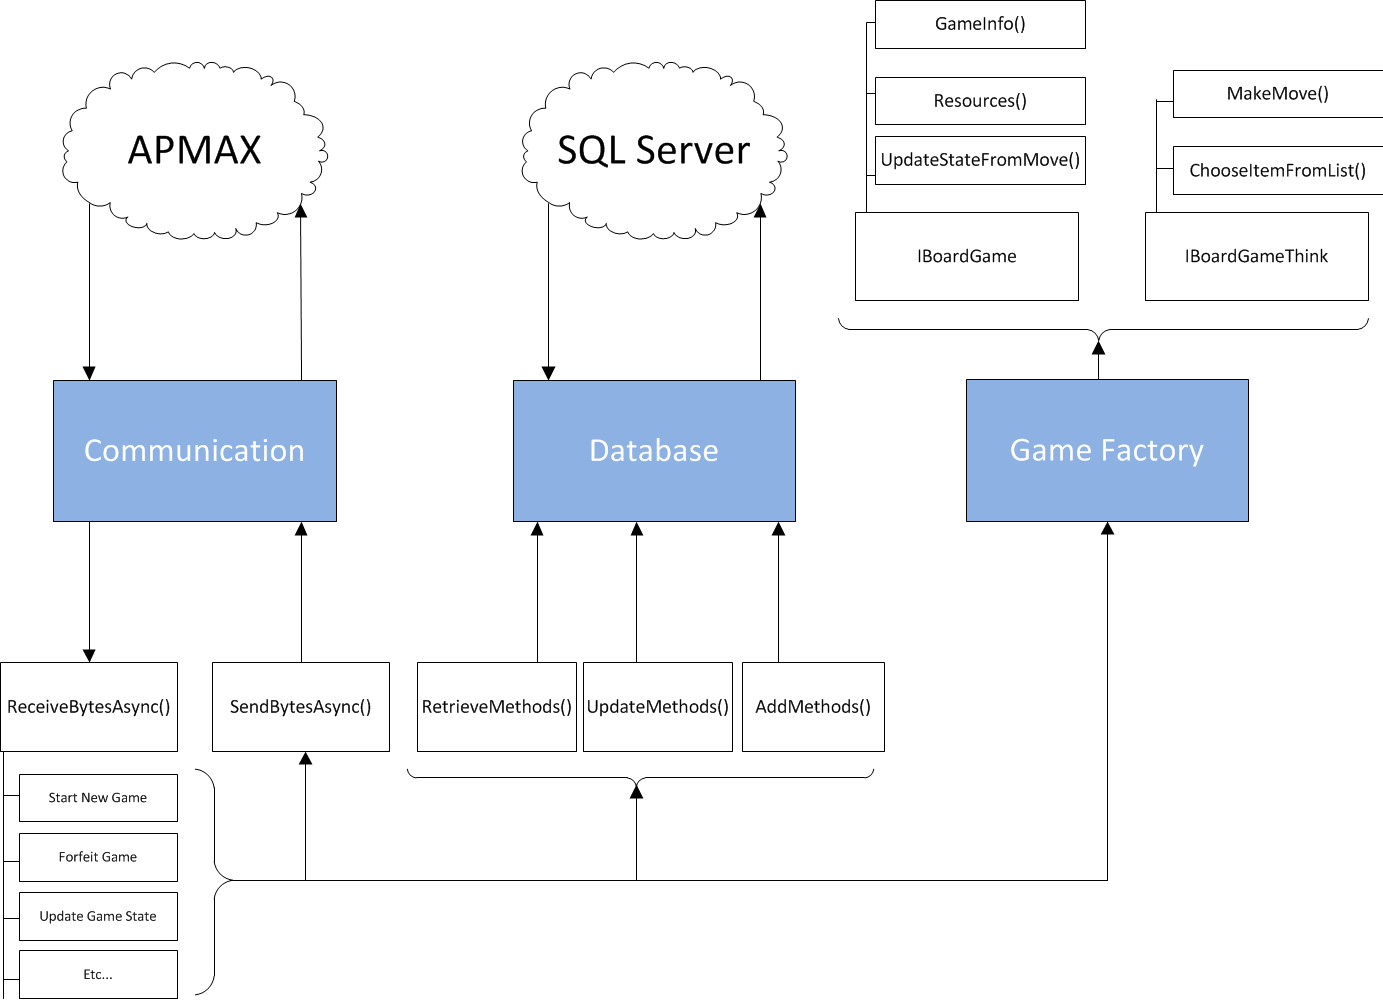 GameInfo()
APMAX
SQL Server
Resources()
MakeMove()
UpdateStateFromMove()
ChooseItemFromList()
IBoardGame
IBoardGameThink
Communication
Database
Game Factory
ReceiveBytesAsync()
SendBytesAsync()
RetrieveMethods()
UpdateMethods()
AddMethods()
Start New Game
Forfeit Game
Update Game State
Etc...